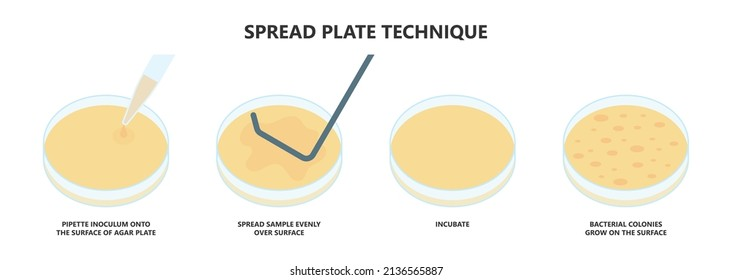 SPREAD PLATE TECHNIQUE
PIPETTE INOCULUM ONTO
THE SURFACE OF AGAR PLATE
SPREAD SAMPLE EVENLY
OVER SURFACE
INCUBATE
BACTERIAL COLONIES
GROW ON THE SURFACE
shutterstock.com · 2136565887